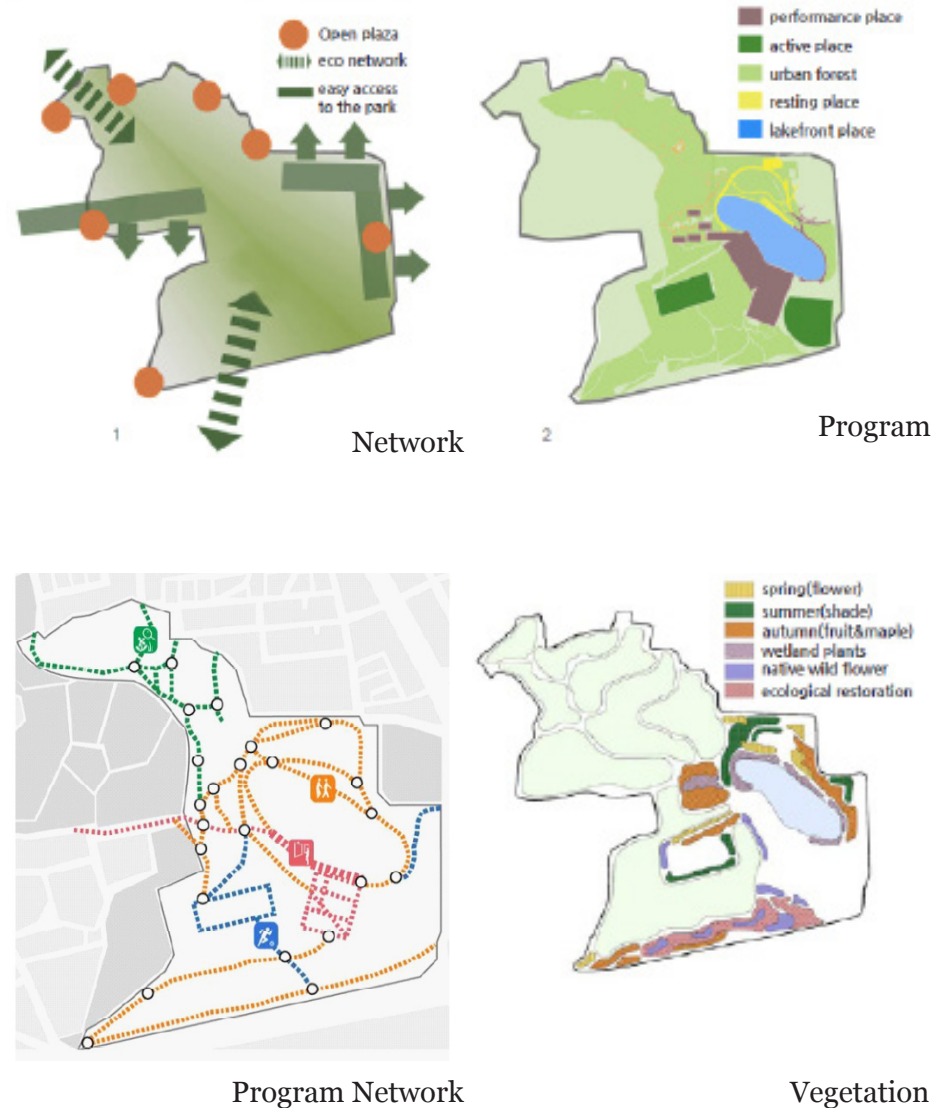 Open plaza
eco network
easy access
to the park
1
Network
performance place
active place
urban forest
resting place
lakefront place
2
Program
Program Network
spring(flower)
summer(shade)
autumn(fruit&maple)
wetland plants
native wild flower
ecological restoration
Vegetation